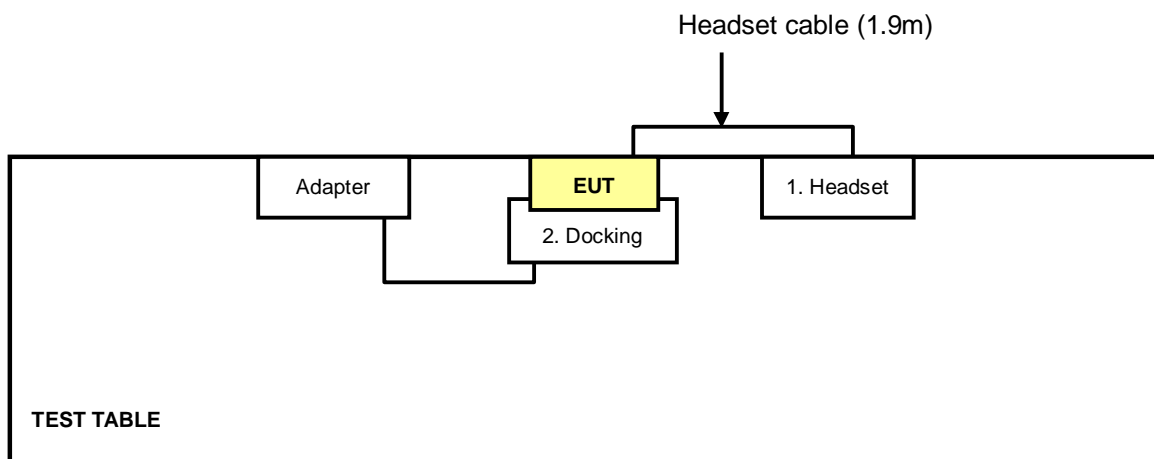 Headset cable (1.9m)
Adapter
EUT
1. Headset
2. Docking
TEST TABLE